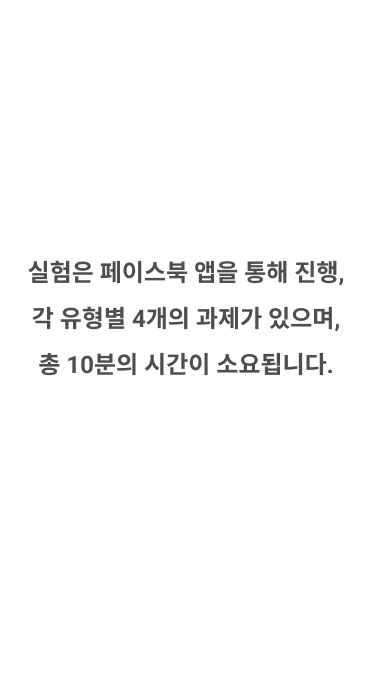 실험은 페이스북 앱을 통해 진행,
각 유형별 4개의 과제가 있으며,
총 10분의 시간이 소요됩니다.